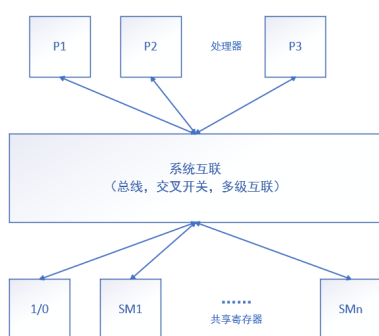 P1
P2
处理器
P3
系统互联
（总线，交叉开关，多级互联）
1/0
SM1
......
共享寄存器
SMn